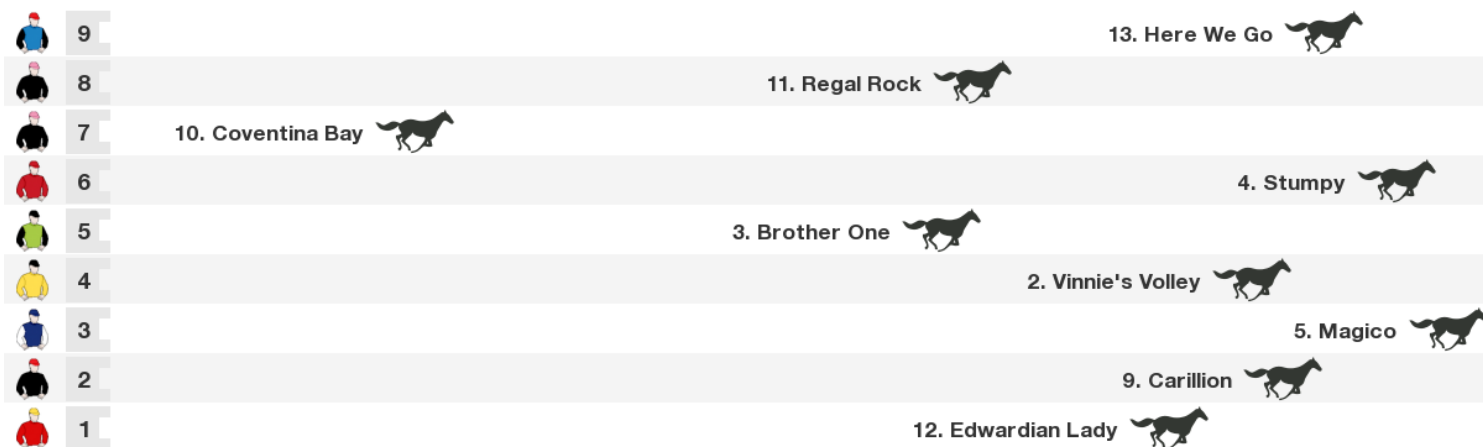 9 13. Here We Go
8 11. Regal Rock
7 10. Coventina Bay
6 4. Stumpy
5 3. Brother One
4 2. Vinnie's Volley
3 5. Magico
2 9. Carillion
1 12. Edwardian Lady